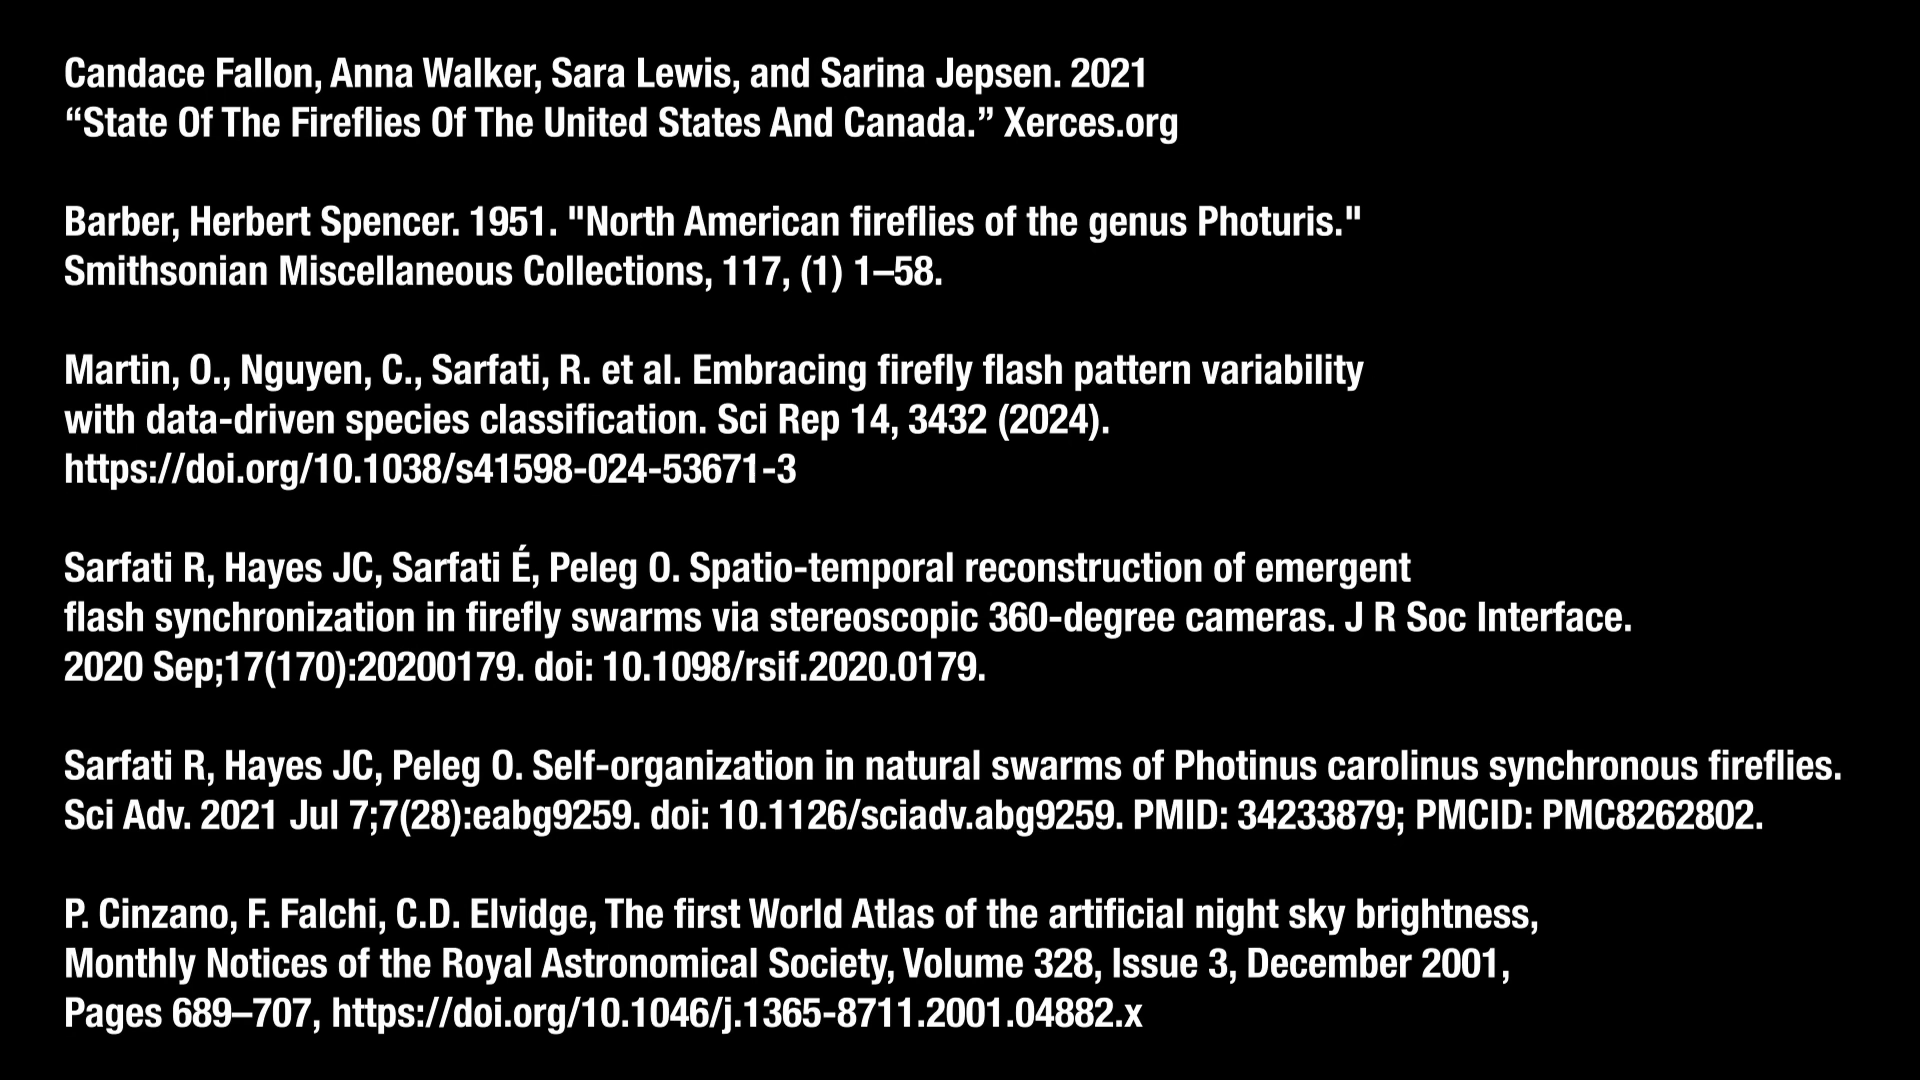 Candace Fallon, Anna Walker, Sara Lewis, and Sarina Jepsen. 2021
“State Of The Fireflies Of The United States And Canada.” Xerces.org
Barber, Herbert Spencer. 1951. "North American fireflies of the genus Photuris."
Smithsonian Miscellaneous Collections, 117, (1) 1–58.
Martin, O., Nguyen, C., Sarfati, R. et al. Embracing firefly flash pattern variability
with data-driven species classification. Sci Rep 14, 3432 (2024).
https://doi.org/10.1038/s41598-024-53671-3
Sarfati R, Hayes JC, Sarfati É, Peleg O. Spatio-temporal reconstruction of emergent
flash synchronization in firefly swarms via stereoscopic 360-degree cameras. J R Soc Interface.
2020 Sep;17(170):20200179. doi: 10.1098/rsif.2020.0179.
Sarfati R, Hayes JC, Peleg O. Self-organization in natural swarms of Photinus carolinus synchronous fireflies.
Sci Adv. 2021 Jul 7;7(28):eabg9259. doi: 10.1126/sciadv.abg9259. PMID: 34233879; PMCID: PMC8262802.
P. Cinzano, F. Falchi, C.D. Elvidge, The first World Atlas of the artificial night sky brightness,
Monthly Notices of the Royal Astronomical Society, Volume 328, Issue 3, December 2001,
Pages 689–707, https://doi.org/10.1046/j.1365-8711.2001.04882.x